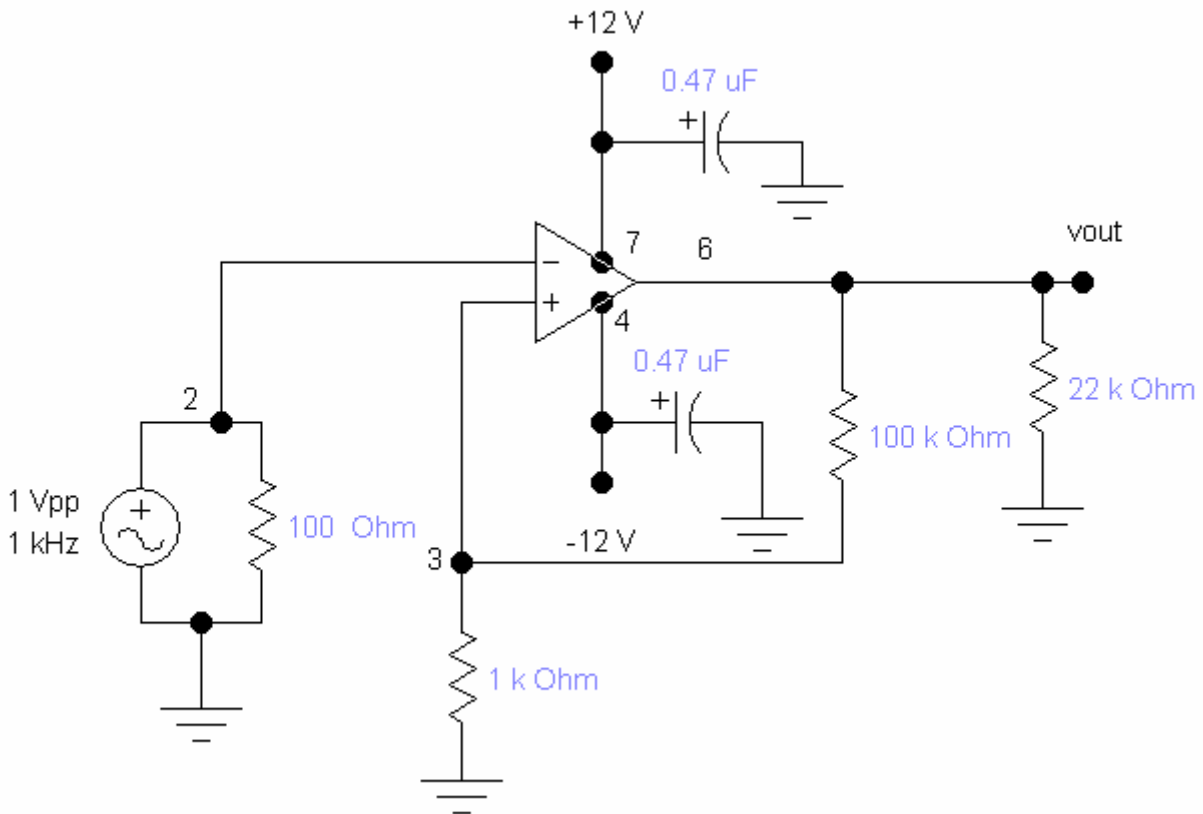 +12 V
0.47 uF
+
7
6
vout
−
+
4
0.47 uF
+
2
22 k Ohm
100 k Ohm
1 Vpp
1 kHz
+
100 Ohm
3
-12 V
1 k Ohm